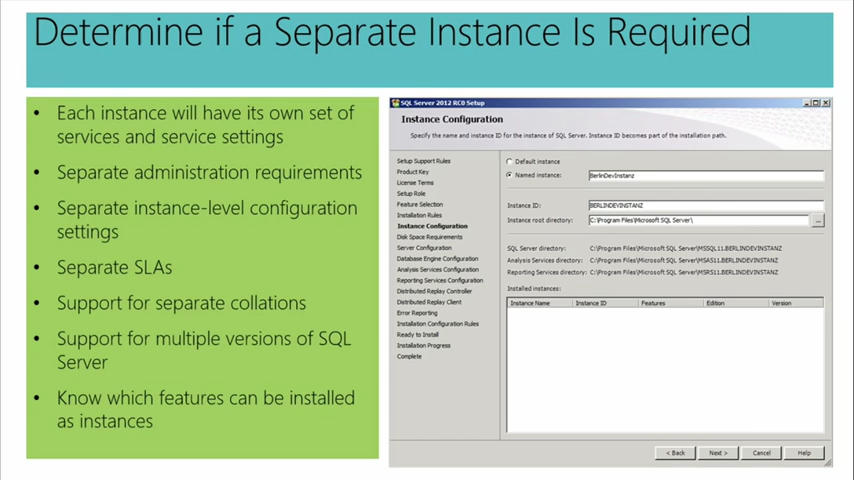 Determine if a Separate Instance Is Required
• Each instance will have its own set of
services and service settings
• Separate administration requirements
• Separate instance-level configuration
settings
• Separate SLAs
• Support for separate collations
• Support for multiple versions of SQL
Server
• Know which features can be installed
as instances
SQL Server 2012 RC0 Setup
Instance Configuration
Specify the name and instance ID for the instance of SQL Server. Instance ID becomes part of the installation path.
Setup Support Rules
Product Key
License Terms
Setup Role
Feature Selection
Installation Rules
Instance Configuration
Disk Space Requirements
Server Configuration
Database Engine Configuration
Analysis Services Configuration
Reporting Services Configuration
Distributed Replay Controller
Distributed Replay Client
Error Reporting
Installation Configuration Rules
Ready to Install
Installation Progress
Complete
Default instance
Named instance: BerlinDevInstanz
Instance ID: BERLINDEVINSTANZ
Instance root directory: C:\Program Files\Microsoft SQL Server\ ...
SQL Server directory: C:\Program Files\Microsoft SQL Server\MSSQL11.BERLINDEVINSTANZ
Analysis Services directory: C:\Program Files\Microsoft SQL Server\MSAS11.BERLINDEVINSTANZ
Reporting Services directory: C:\Program Files\Microsoft SQL Server\MSRS11.BERLINDEVINSTANZ
Installed instances:
Instance Name Instance ID Features Edition Version
< Back Next > Cancel Help